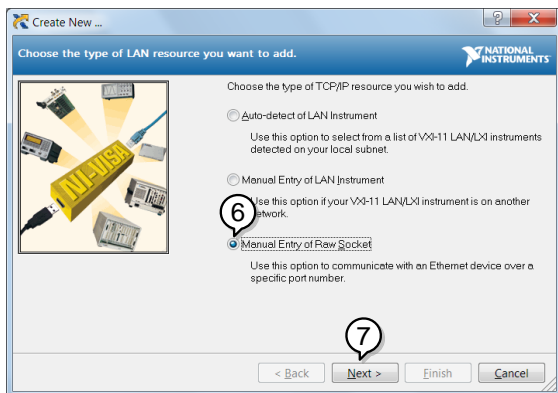 Create New ...
Choose the type of LAN resource you want to add.
NATIONAL
INSTRUMENTS
NI-VISA
Choose the type of TCP/IP resource you wish to add.
Auto-detect of LAN Instrument
Use this option to select from a list of VXI-11 LAN/LXI instruments
detected on your local subnet.
Manual Entry of LAN Instrument
Use this option if your VXI-11 LAN/LXI instrument is on another
network.
6
Manual Entry of Raw Socket
Use this option to communicate with an Ethernet device over a
specific port number.
7
< Back
Next >
Finish
Cancel